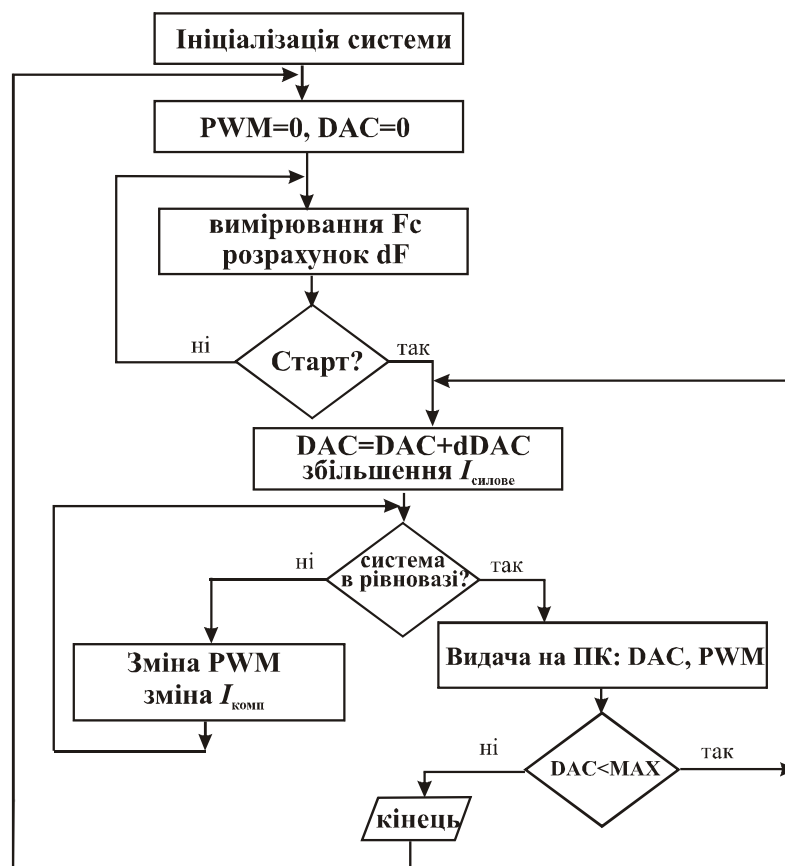 Ініціалізація системи
PWM=0, DAC=0
вимірювання Fc
розрахунок dF
ні
Старт?
так
DAC=DAC+dDAC
збільшення Iсилове
ні
система
в рівновазі?
так
Зміна PWM
зміна Iкомп
Видача на ПК: DAC, PWM
ні
DAC<MAX
так
кінець